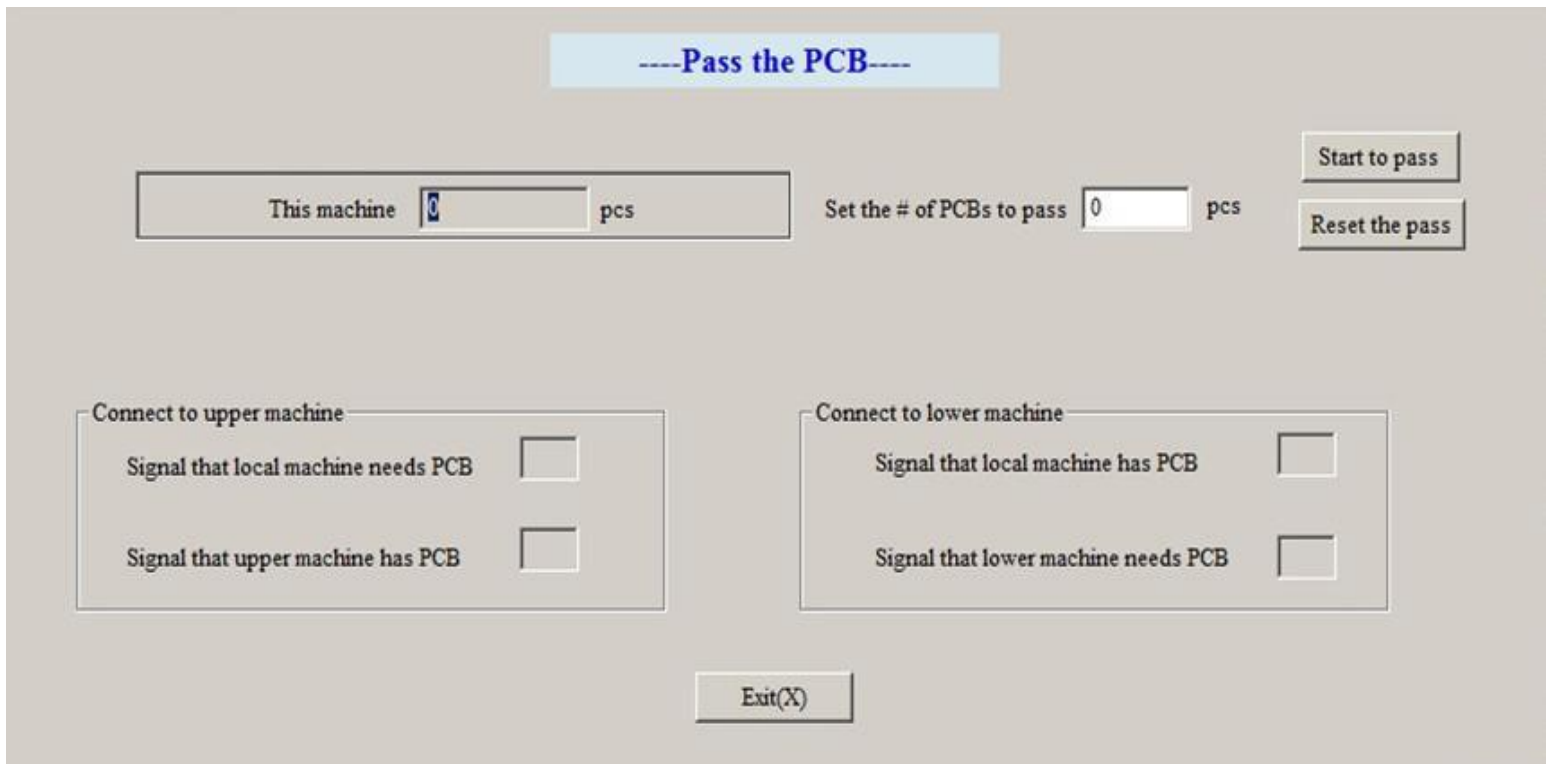 ----Pass the PCB----
Start to pass
This machine 0 pcs Set the # of PCBs to pass 0 pcs
Reset the pass
Connect to upper machine
Signal that local machine needs PCB
Signal that upper machine has PCB
Connect to lower machine
Signal that local machine has PCB
Signal that lower machine needs PCB
Exit(X)